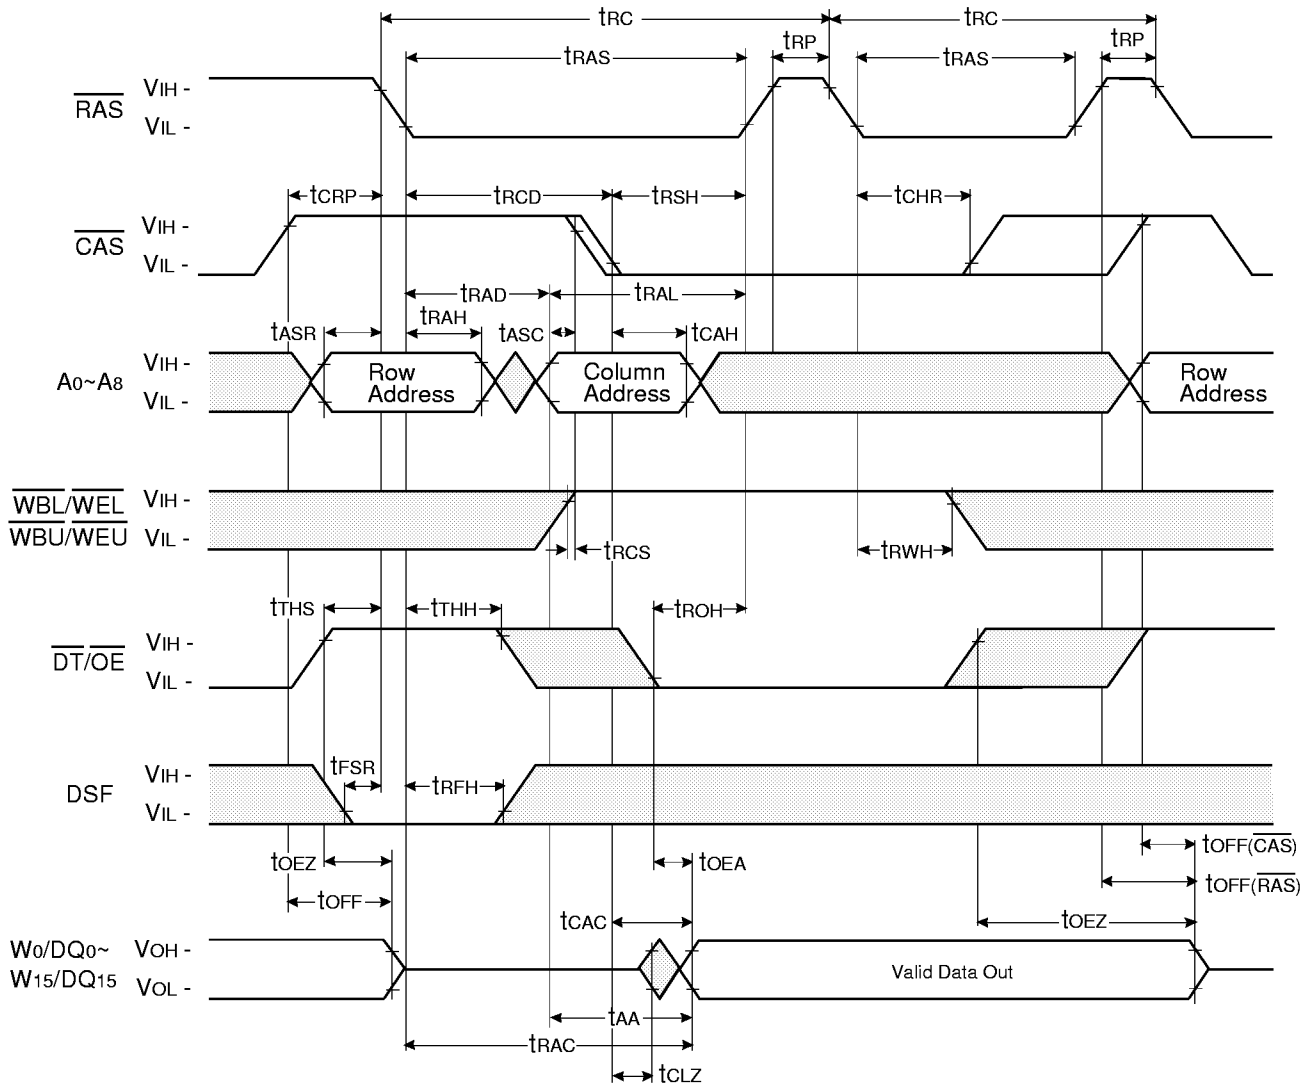 tRC tRC
tRAS tRP tRAS tRP
RAS VIH -
VIL -
tCRP tRCD tRSH tCHR
CAS VIH -
VIL -
tRAD tRAL
tASR tRAH tASC tCAH
A0~A8 VIH -
VIL -
Row Address
Column Address
Row Address
WBL/WEL VIH -
WBU/WEU VIL -
tRCS tRWH
tTHS tTHH tROH
DT/OE VIH -
VIL -
DSF VIH -
VIL -
tFSR tRFH
tOEZ tOEA tOFF(CAS)
tOFF tOFF(RAS)
tCAC tOEZ
W0/DQ0~ VOH -
W15/DQ15 VOL -
Valid Data Out
tAA
tRAC
tCLZ